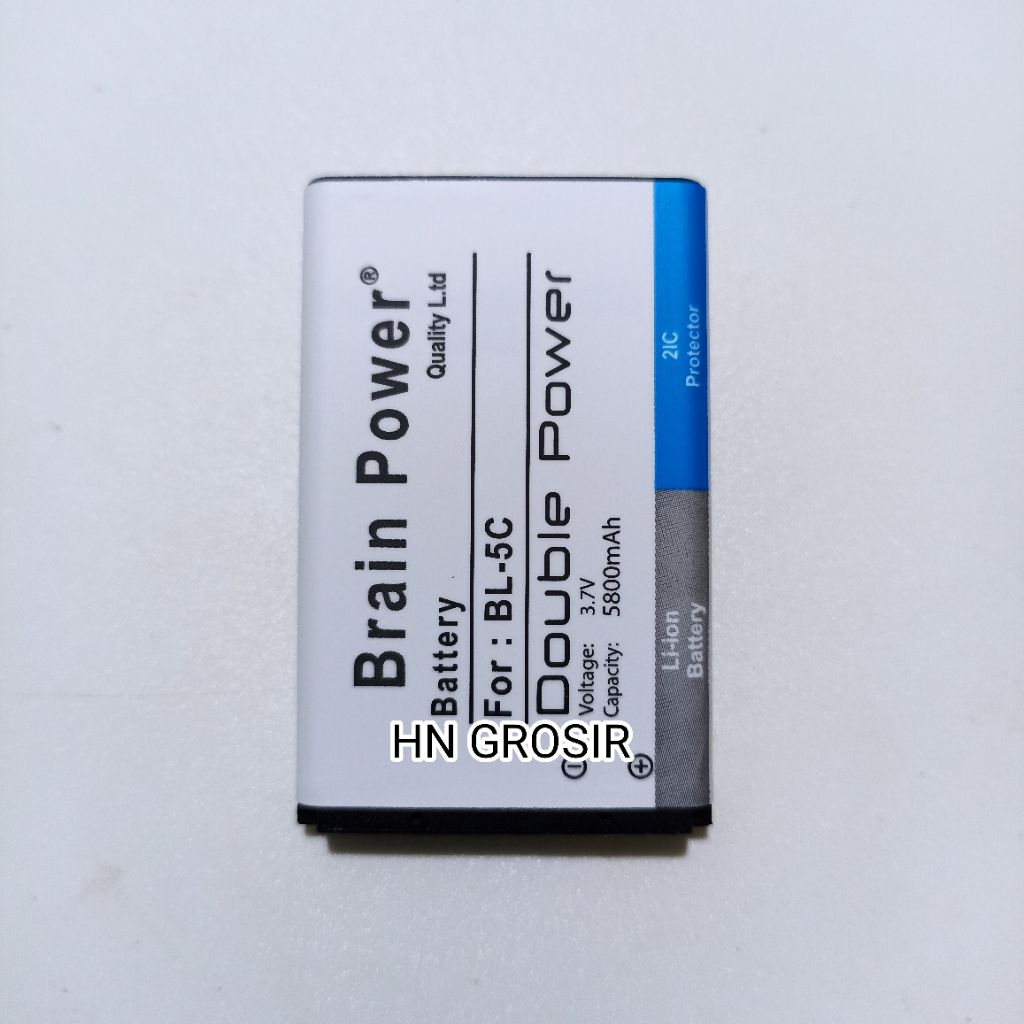 Brain Power®
Battery Quality L.td
For : BL-5C
Double Power
Voltage: 3.7V
Capacity: 5800mAh
2IC
Protector
Li-ion
Battery
HN GROSIR